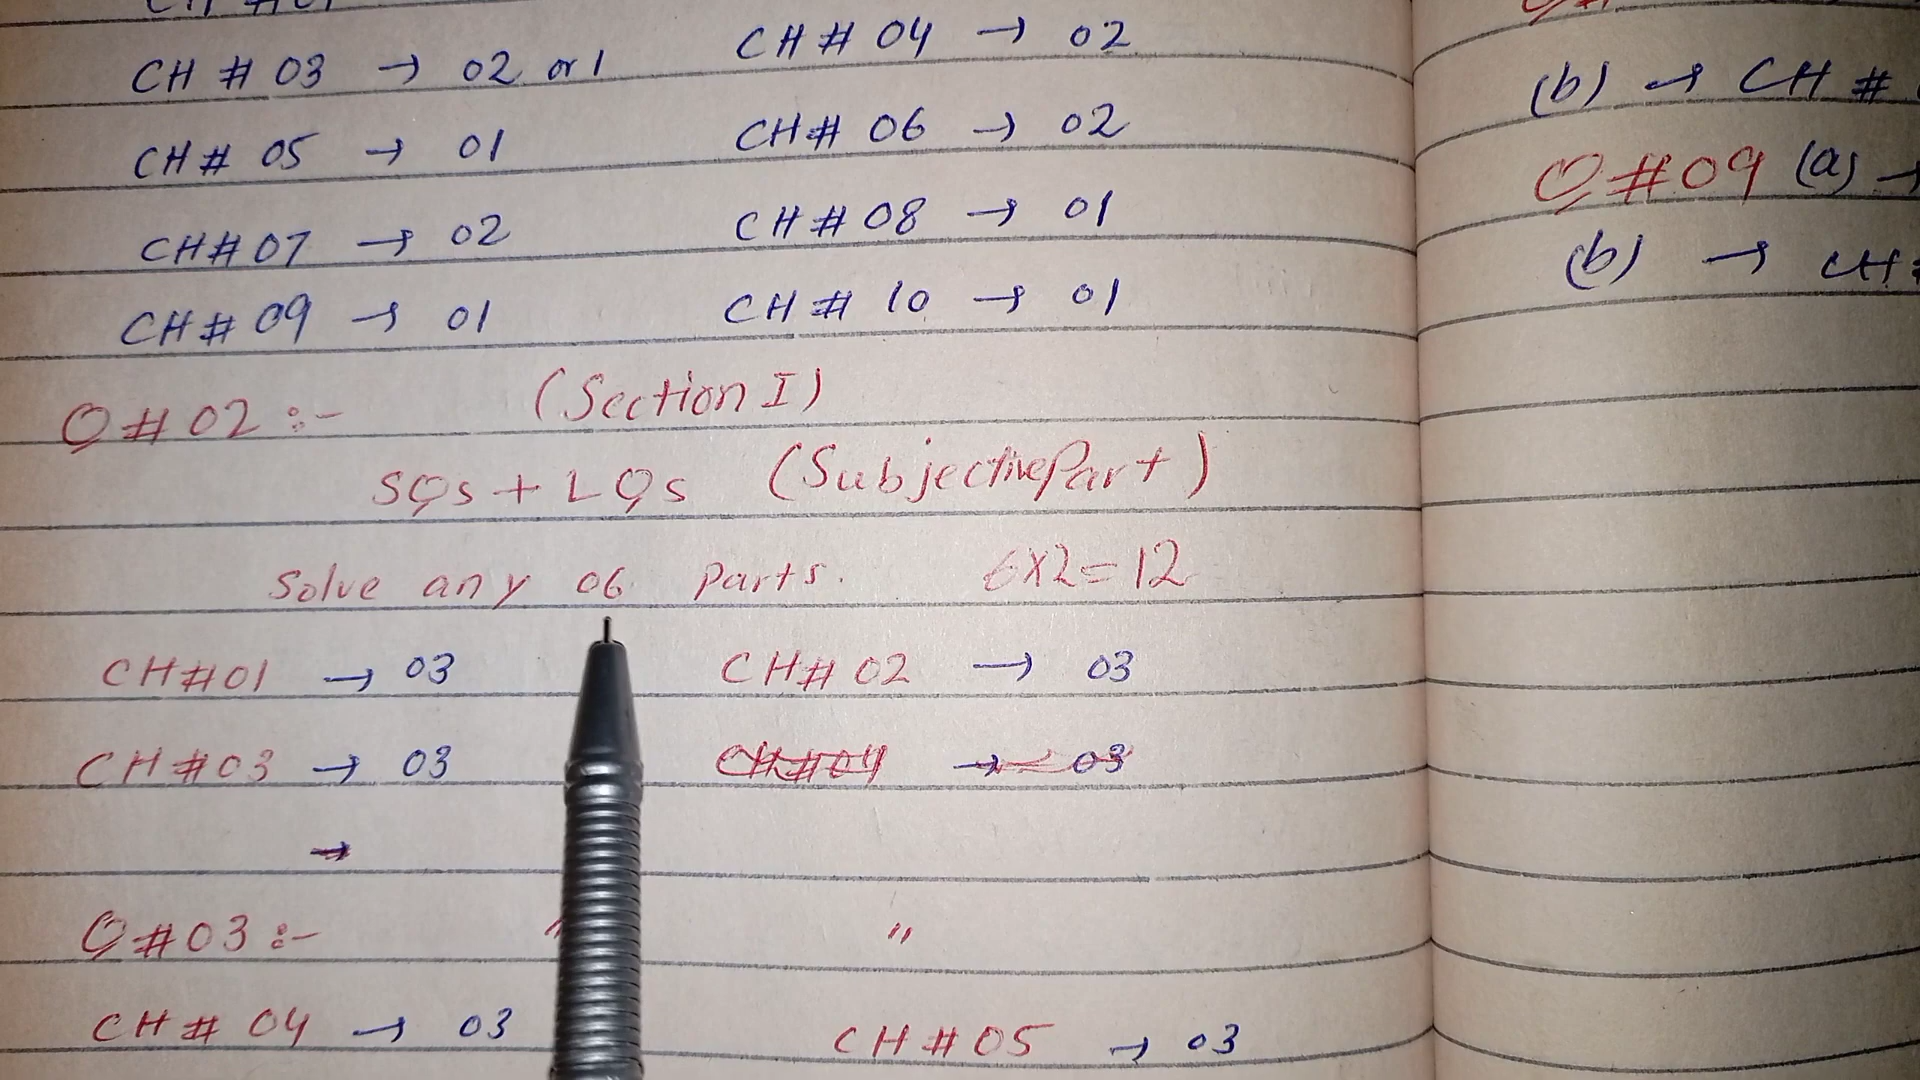 CH # 03 → 02 or 1 CH # 04 → 02
CH # 05 → 01 CH # 06 → 02
CH # 07 → 02 CH # 08 → 01
CH # 09 → 01 CH # 10 → 01
Q # 02 :- (Section I)
SQs + LQs (Subjective Part)
Solve any 06 parts. 6x2=12
CH # 01 → 03 CH # 02 → 03
CH # 03 → 03 CH # 04 → 03
→
Q # 03 :- " "
CH # 04 → 03 CH # 05 → 03
(b) → CH #
Q # 09 (a) →
(b) → CH #